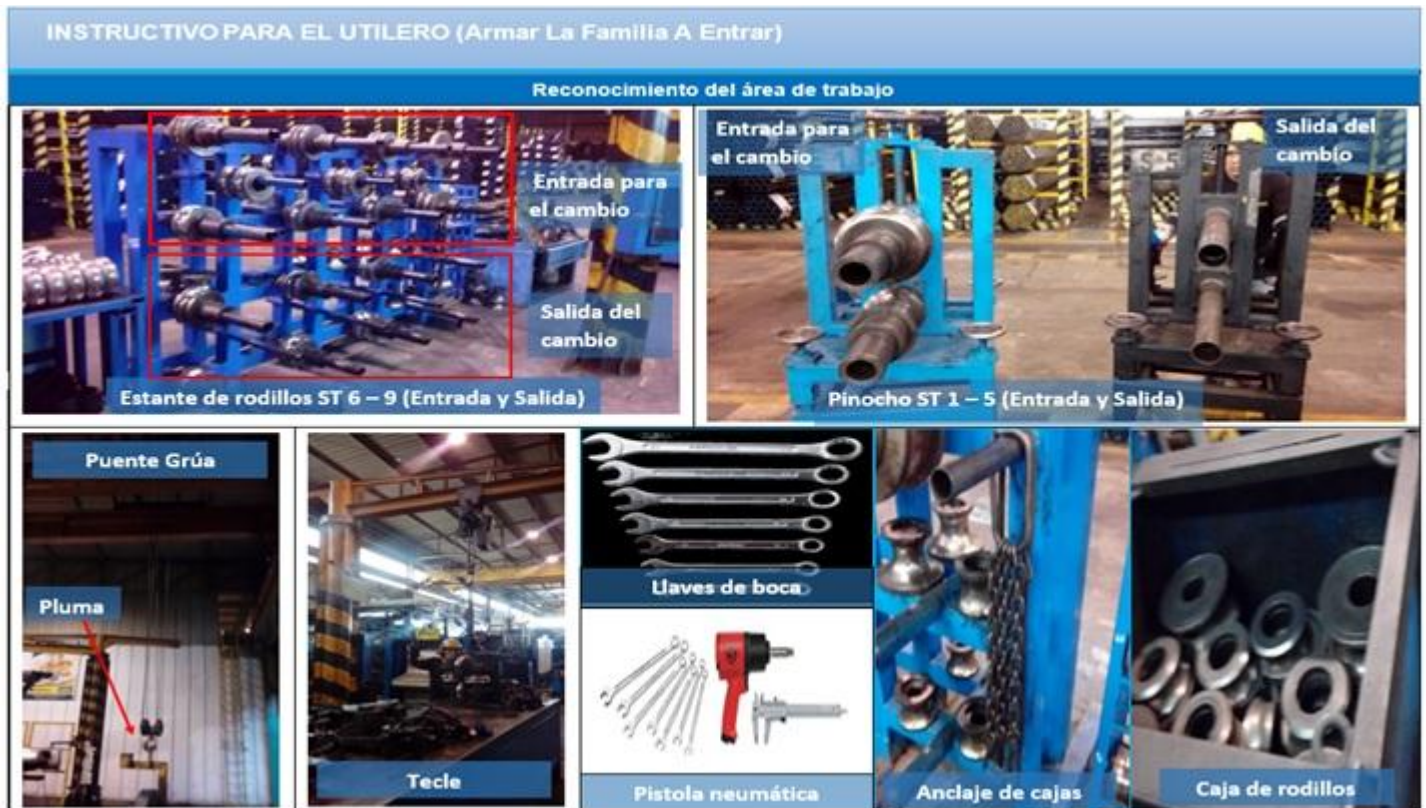 INSTRUCTIVO PARA EL UTILERO (Armar La Familia A Entrar)
Reconocimiento del área de trabajo
Entrada para
el cambio
Salida del
cambio
Estante de rodillos ST 6 – 9 (Entrada y Salida)
Entrada para
el cambio
Salida del
cambio
Pinocho ST 1 – 5 (Entrada y Salida)
Puente Grúa
Pluma
Tecle
Llaves de boca
Pistola neumática
Anclaje de cajas
Caja de rodillos